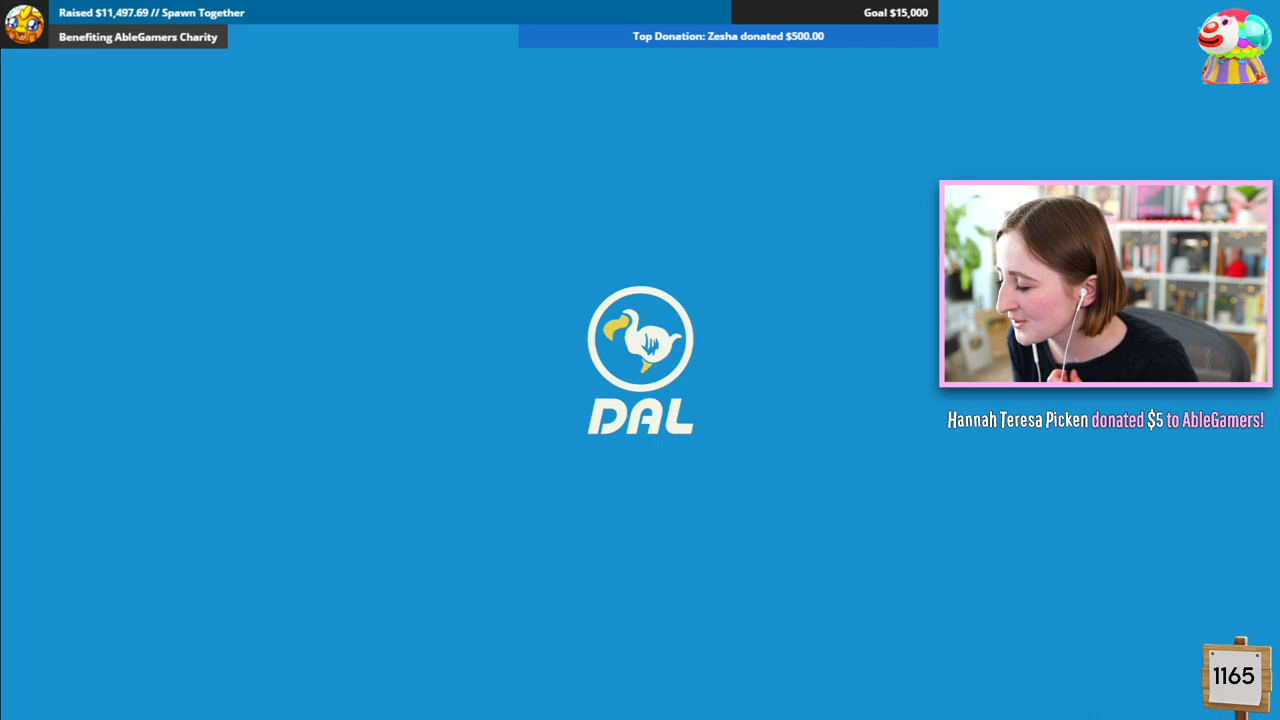 Raised $11,497.69 // Spawn Together
Goal $15,000
Benefiting AbleGamers Charity
Top Donation: Zesha donated $500.00
DAL
Hannah Teresa Picken donated $5 to AbleGamers!
1165